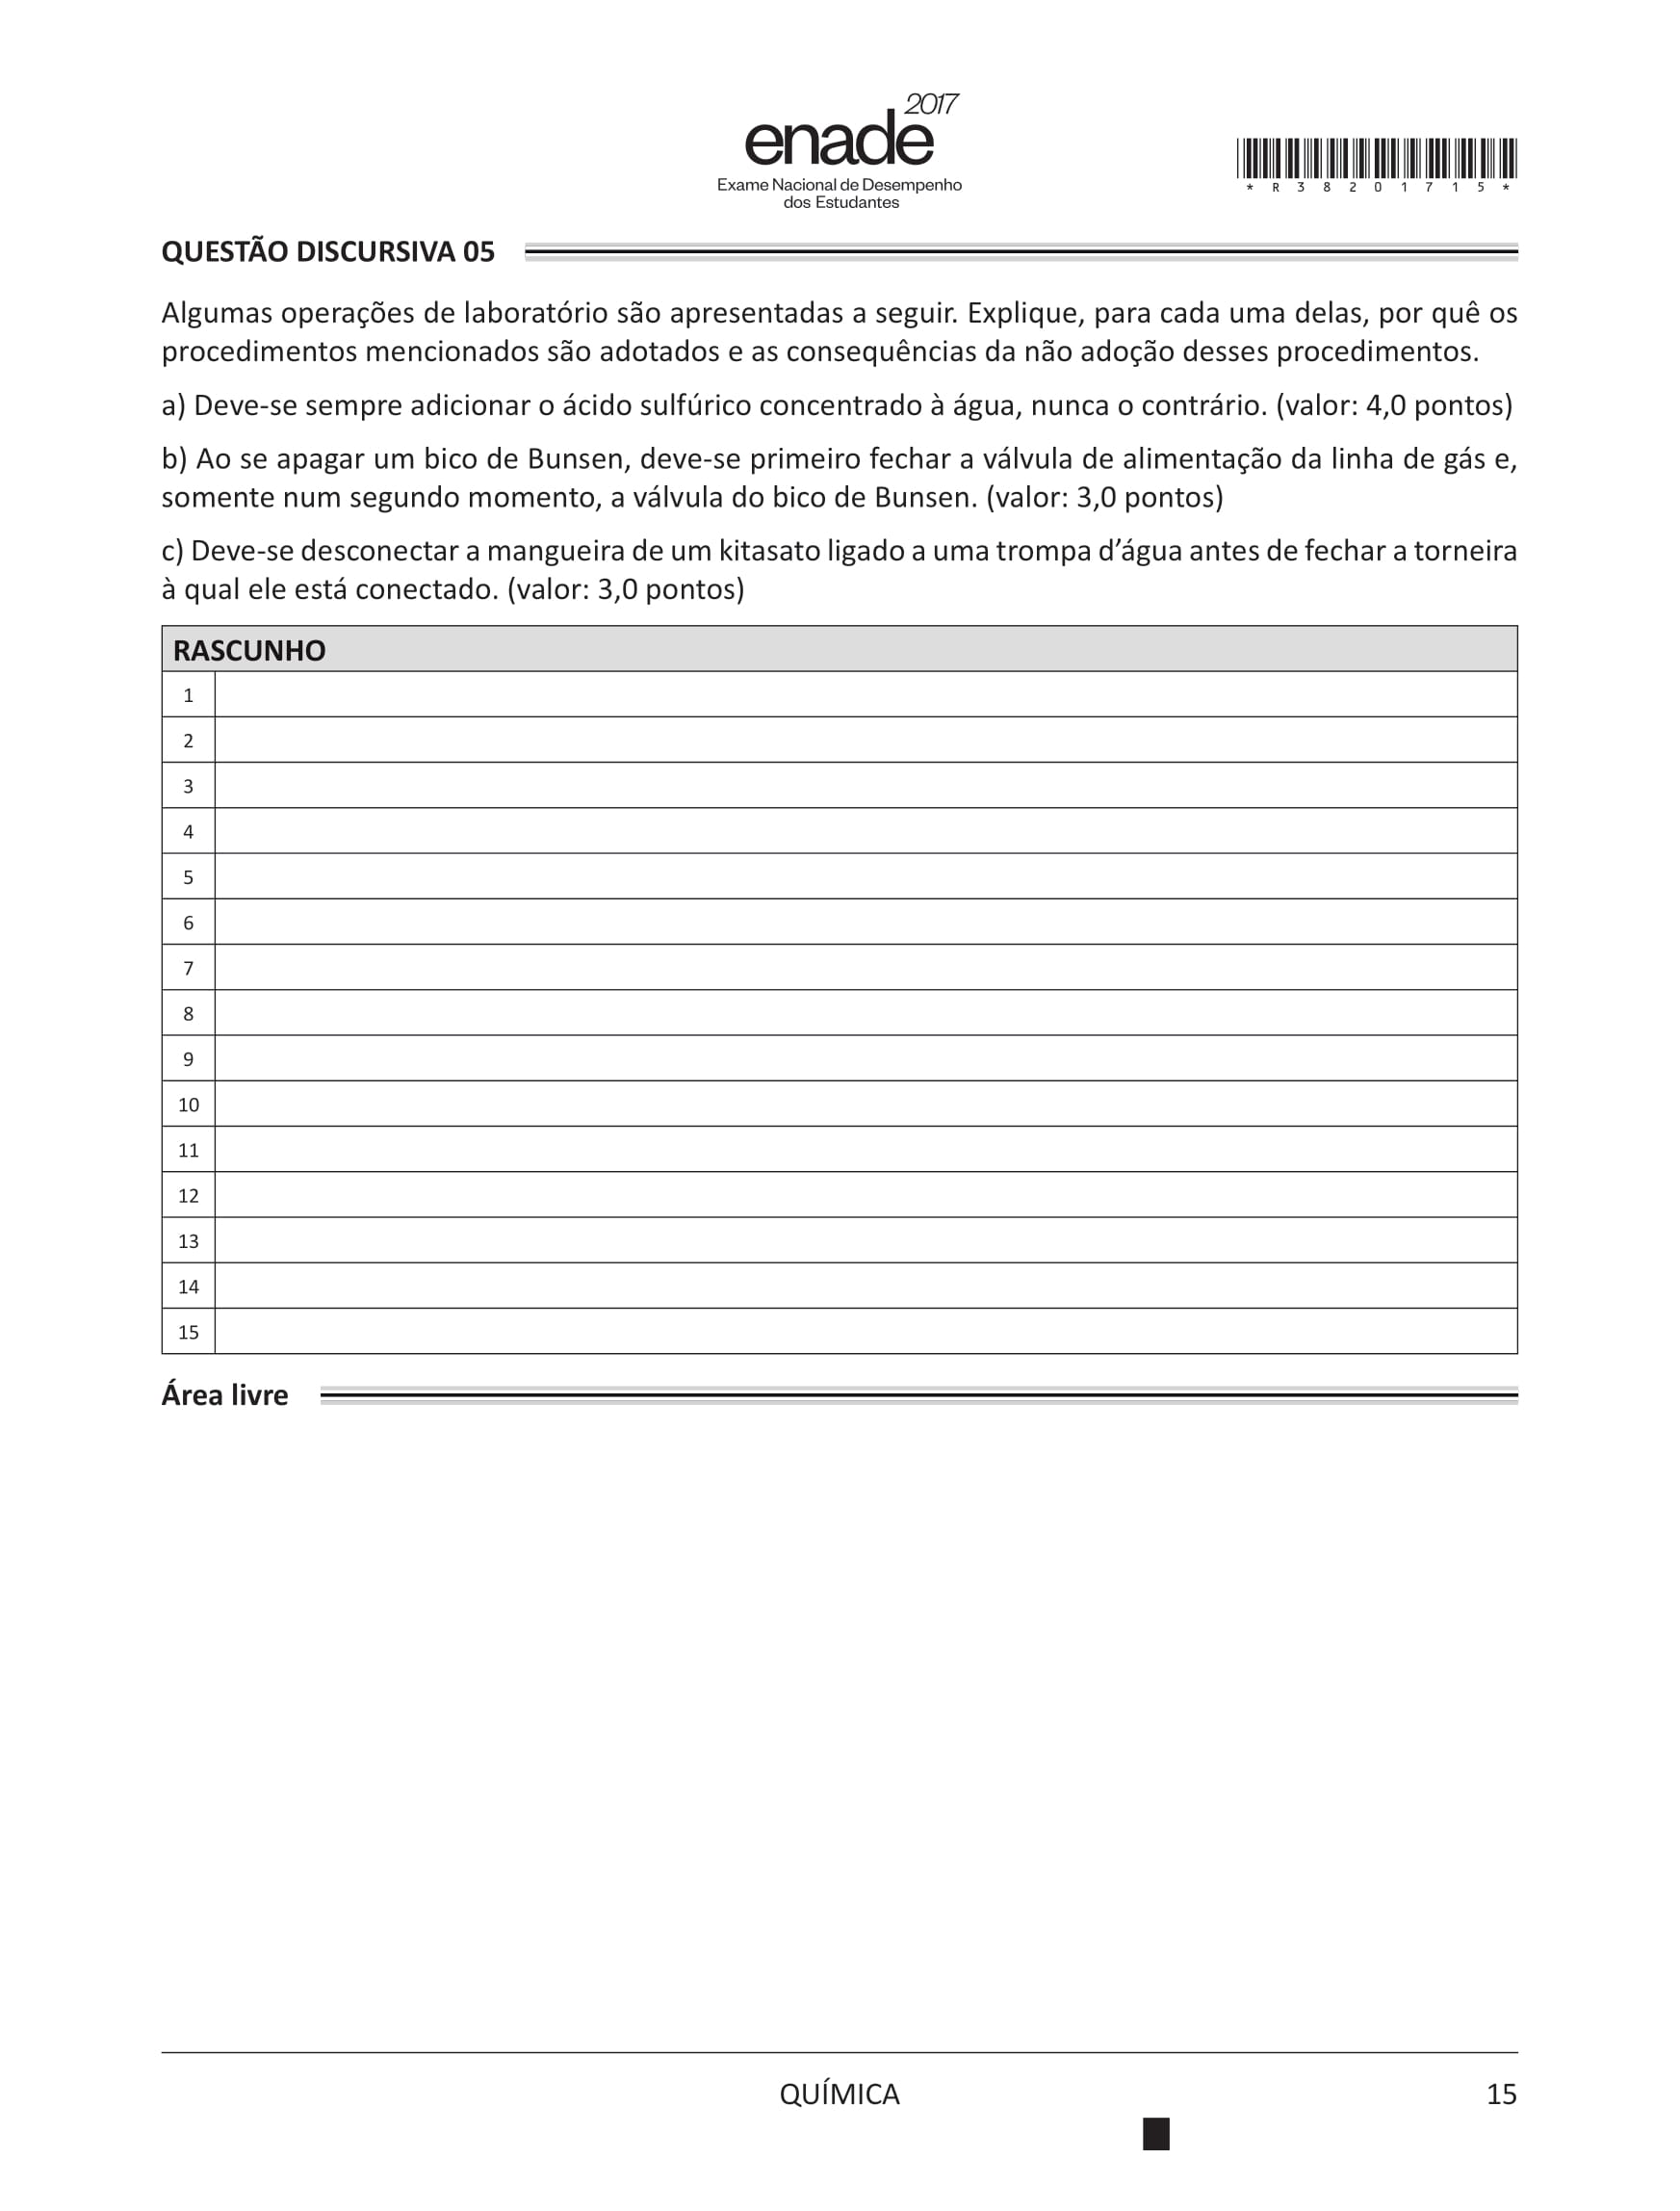 2017
enade
Exame Nacional de Desempenho
dos Estudantes
* R 3 8 2 0 1 7 1 5 *
QUESTÃO DISCURSIVA 05
Algumas operações de laboratório são apresentadas a seguir. Explique, para cada uma delas, por quê os
procedimentos mencionados são adotados e as consequências da não adoção desses procedimentos.
a) Deve-se sempre adicionar o ácido sulfúrico concentrado à água, nunca o contrário. (valor: 4,0 pontos)
b) Ao se apagar um bico de Bunsen, deve-se primeiro fechar a válvula de alimentação da linha de gás e,
somente num segundo momento, a válvula do bico de Bunsen. (valor: 3,0 pontos)
c) Deve-se desconectar a mangueira de um kitasato ligado a uma trompa d’água antes de fechar a torneira
à qual ele está conectado. (valor: 3,0 pontos)
RASCUNHO
1
2
3
4
5
6
7
8
9
10
11
12
13
14
15
Área livre
QUÍMICA
15